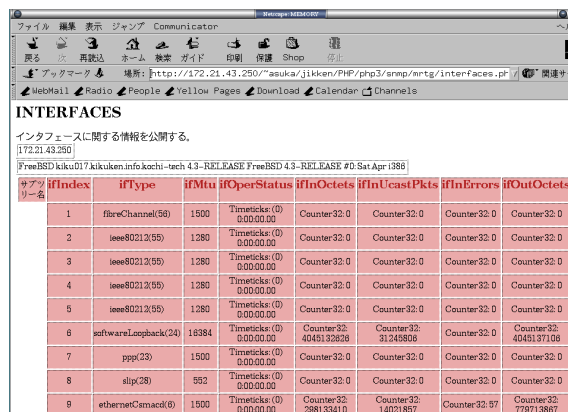 Netscape: MEMORY
ファイル 編集 表示 ジャンプ Communicator
戻る 次 再読込 ホーム 検索 ガイド 印刷 保護 Shop 停止
ブックマーク 場所: http://172.21.43.250/~asuka/jikken/PHP/php3/snmp/mrtg/interfaces.ph 関連サ
WebMail Radio People Yellow Pages Download Calendar Channels
INTERFACES
インタフェースに関する情報を公開する。
172.21.43.250
FreeBSD kiku017.kikuken.info.kochi-tech 4.3-RELEASE FreeBSD 4.3-RELEASE #0: Sat Apr i386
サブツリー名 ifIndex ifType ifMtu ifOperStatus ifInOctets ifInUcastPkts ifInErrors ifOutOctets
1 fibreChannel(56) 1500 Timeticks: (0) 0:00:00.00 Counter32: 0 Counter32: 0 Counter32: 0 Counter32: 0
2 ieee80212(55) 1280 Timeticks: (0) 0:00:00.00 Counter32: 0 Counter32: 0 Counter32: 0 Counter32: 0
3 ieee80212(55) 1280 Timeticks: (0) 0:00:00.00 Counter32: 0 Counter32: 0 Counter32: 0 Counter32: 0
4 ieee80212(55) 1280 Timeticks: (0) 0:00:00.00 Counter32: 0 Counter32: 0 Counter32: 0 Counter32: 0
5 ieee80212(55) 1280 Timeticks: (0) 0:00:00.00 Counter32: 0 Counter32: 0 Counter32: 0 Counter32: 0
6 softwareLoopback(24) 16384 Timeticks: (0) 0:00:00.00 Counter32: 4045132626 Counter32: 31245806 Counter32: 0 Counter32: 4045137106
7 ppp(23) 1500 Timeticks: (0) 0:00:00.00 Counter32: 0 Counter32: 0 Counter32: 0 Counter32: 0
8 slip(28) 552 Timeticks: (0) 0:00:00.00 Counter32: 0 Counter32: 0 Counter32: 0 Counter32: 0
9 ethernetCsmacd(6) 1500 Timeticks: (0) 0:00:00.00 Counter32: 298133410 Counter32: 14021857 Counter32: 57 Counter32: 779713867